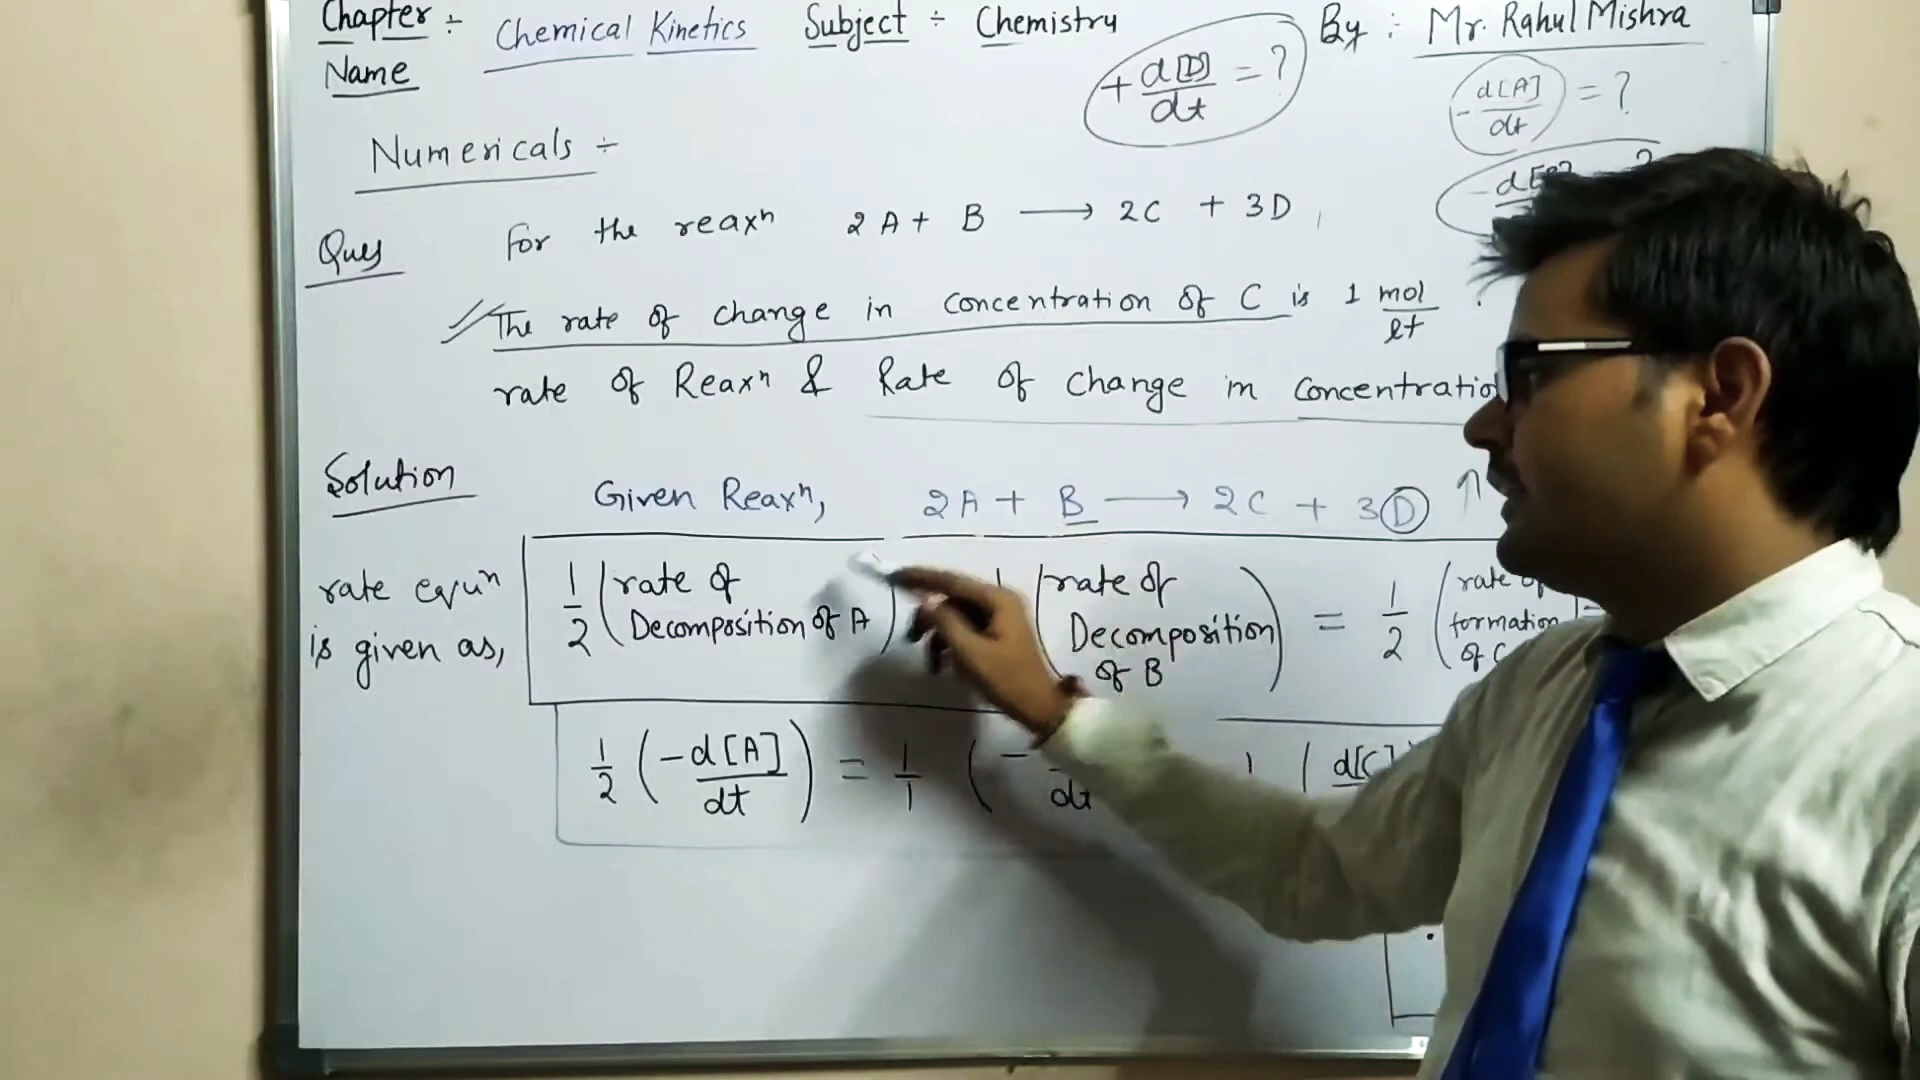 Chapter ÷ Chemical Kinetics Subject ÷ Chemistry By : Mr. Rahul Mishra
Name
+ d[D]/dt = ?
- d[A]/dt = ?
Numericals ÷
Ques For the reaxⁿ 2A + B ⟶ 2C + 3D,
The rate of change in concentration of C is 1 mol/lt
rate of Reaxⁿ & Rate of change in concentration
Solution Given Reaxⁿ, 2A + B ⟶ 2C + 3D ↑
rate equⁿ is given as,
1/2 (rate of Decomposition of A) (rate of Decomposition of B) = 1/2 (rate of formation of C
1/2 (-d[A]/dt) = 1/1 (- /dt 1 (d[C]